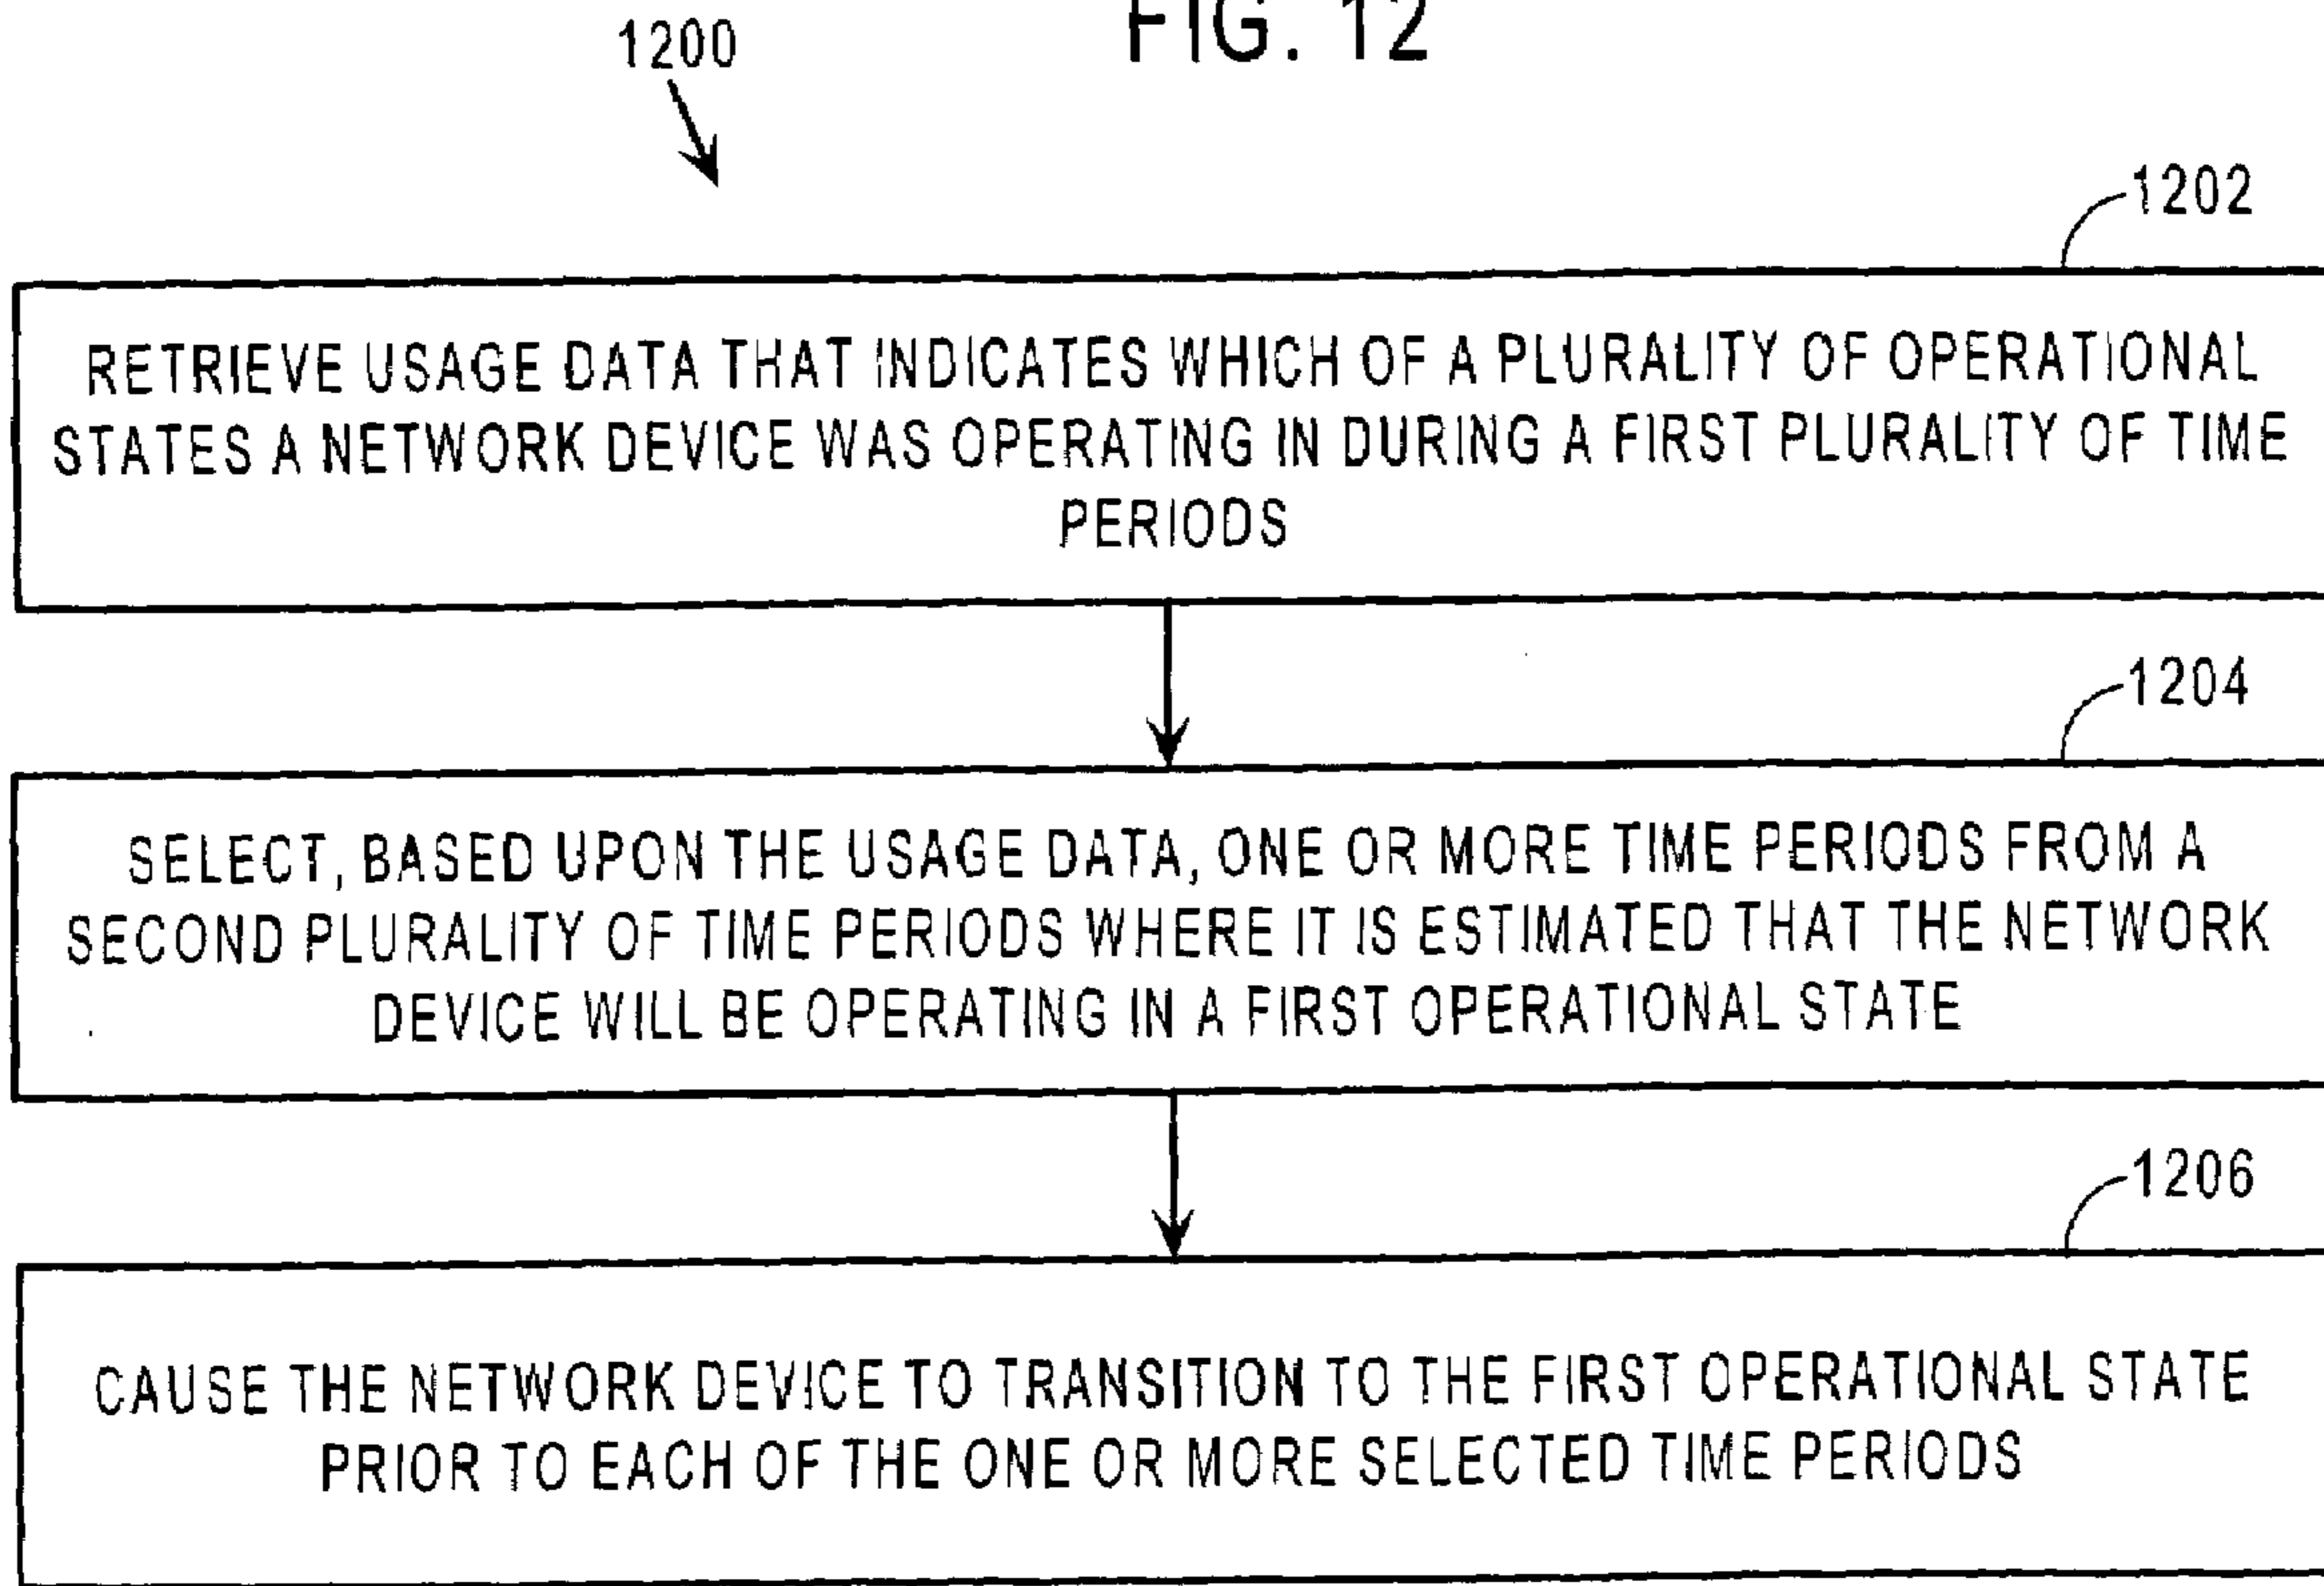 FIG. 12
1200
1202
RETRIEVE USAGE DATA THAT INDICATES WHICH OF A PLURALITY OF OPERATIONAL
STATES A NETWORK DEVICE WAS OPERATING IN DURING A FIRST PLURALITY OF TIME
PERIODS
1204
SELECT, BASED UPON THE USAGE DATA, ONE OR MORE TIME PERIODS FROM A
SECOND PLURALITY OF TIME PERIODS WHERE IT IS ESTIMATED THAT THE NETWORK
DEVICE WILL BE OPERATING IN A FIRST OPERATIONAL STATE
1206
CAUSE THE NETWORK DEVICE TO TRANSITION TO THE FIRST OPERATIONAL STATE
PRIOR TO EACH OF THE ONE OR MORE SELECTED TIME PERIODS